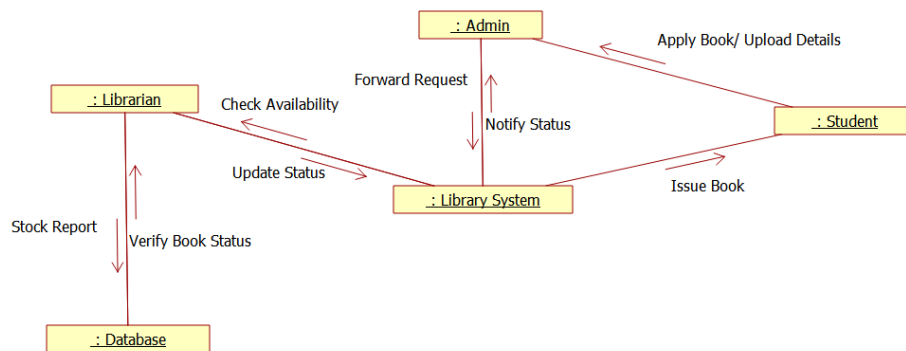 : Admin
Apply Book/ Upload Details
Forward Request
: Librarian
Check Availability
Notify Status
: Student
Update Status
Issue Book
: Library System
Stock Report
Verify Book Status
: Database